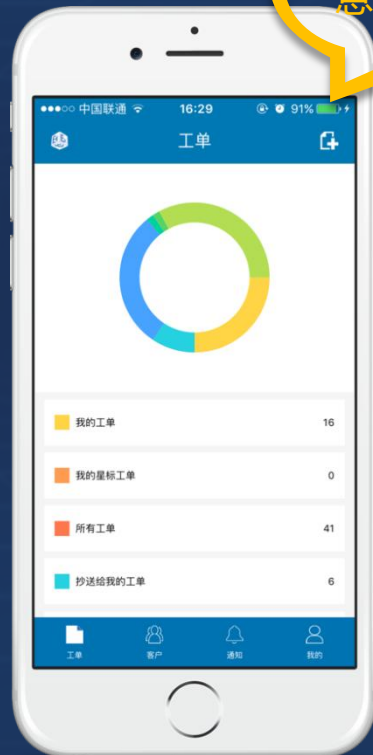 中国联通 16:29 91%
工单
我的工单 16
我的星标工单 0
所有工单 41
抄送给我的工单 6
工单 客户 通知 我的